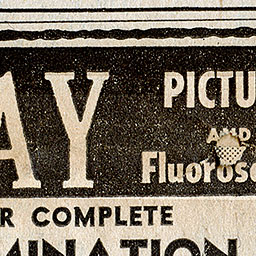 AY PICTU
AND
Fluorosc
R COMPLETE
MINATION